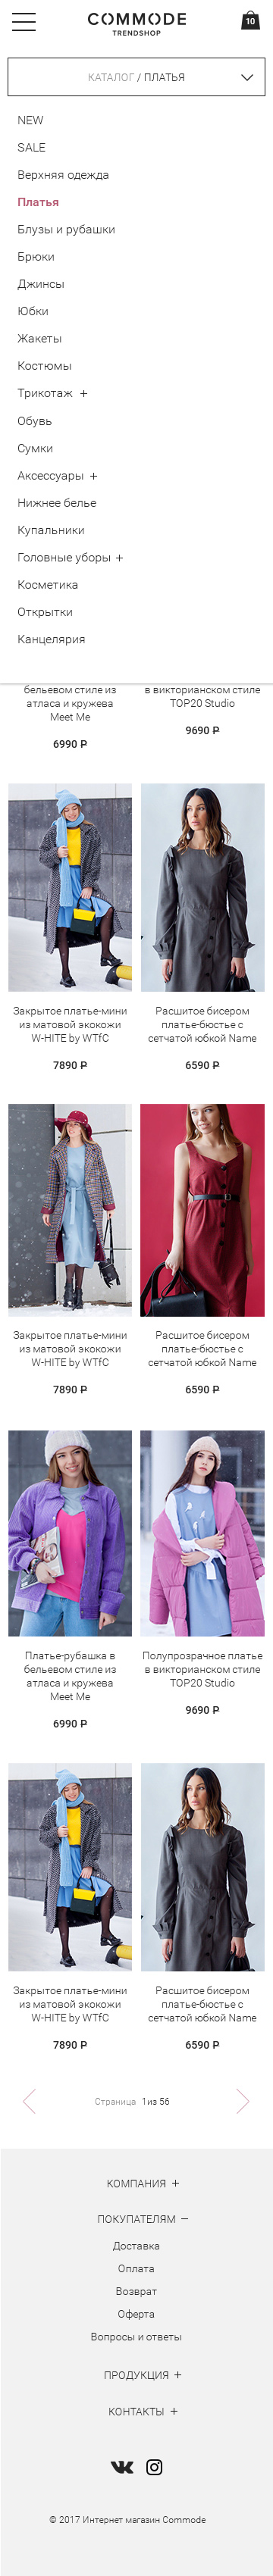 COMMODE
TRENDSHOP
10
КАТАЛОГ / ПЛАТЬЯ
NEW
SALE
Верхняя одежда
Платья
Блузы и рубашки
Брюки
Джинсы
Юбки
Жакеты
Костюмы
Трикотаж +
Обувь
Сумки
Аксессуары +
Нижнее белье
Купальники
Головные уборы +
Косметика
Открытки
Канцелярия
бельевом стиле из
атласа и кружева
Meet Me
6990 ₽
в викторианском стиле
TOP20 Studio
9690 ₽
Закрытое платье-мини
из матовой экокожи
W-HITE by WTfC
7890 ₽
Расшитое бисером
платье-бюстье с
сетчатой юбкой Name
6590 ₽
Закрытое платье-мини
из матовой экокожи
W-HITE by WTfC
7890 ₽
Расшитое бисером
платье-бюстье с
сетчатой юбкой Name
6590 ₽
Платье-рубашка в
бельевом стиле из
атласа и кружева
Meet Me
6990 ₽
Полупрозрачное платье
в викторианском стиле
TOP20 Studio
9690 ₽
Закрытое платье-мини
из матовой экокожи
W-HITE by WTfC
7890 ₽
Расшитое бисером
платье-бюстье с
сетчатой юбкой Name
6590 ₽
Страница 1из 56
КОМПАНИЯ +
ПОКУПАТЕЛЯМ −
Доставка
Оплата
Возврат
Оферта
Вопросы и ответы
ПРОДУКЦИЯ +
КОНТАКТЫ +
© 2017 Интернет магазин Commode